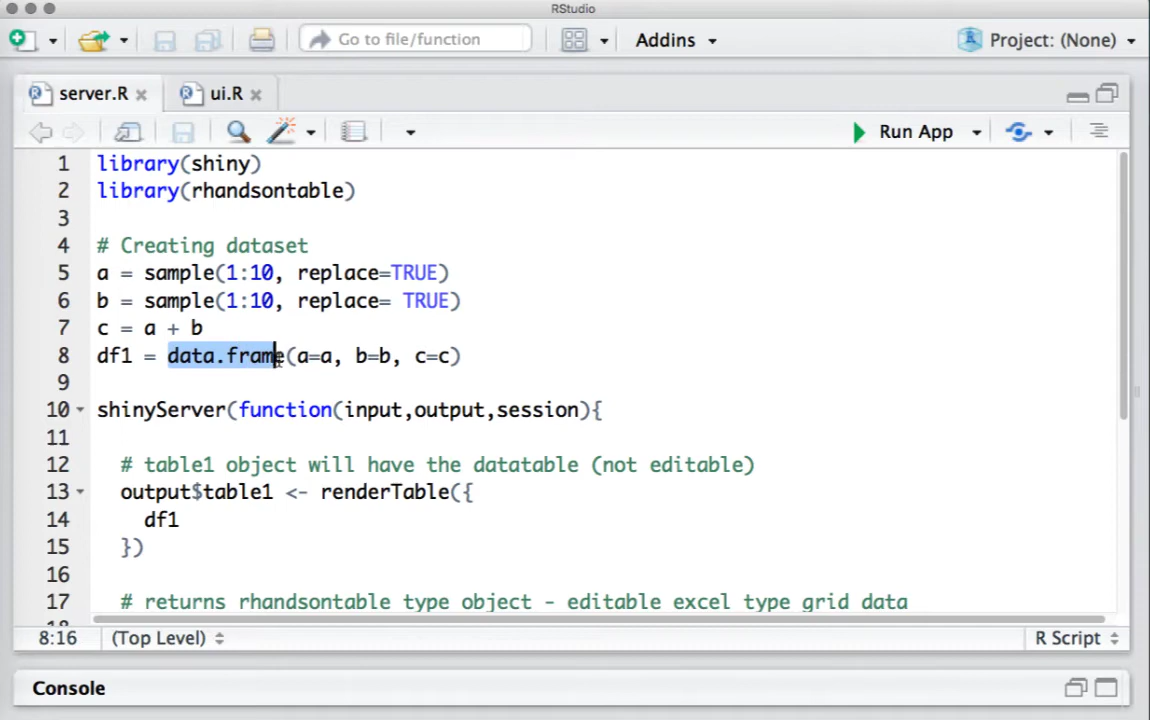 RStudio
Go to file/function
Addins
Project: (None)
server.R
ui.R
Run App
1 library(shiny)
2 library(rhandsontable)
3
4 # Creating dataset
5 a = sample(1:10, replace=TRUE)
6 b = sample(1:10, replace= TRUE)
7 c = a + b
8 df1 = data.frame(a=a, b=b, c=c)
9
10 shinyServer(function(input,output,session){
11
12 # table1 object will have the datatable (not editable)
13 output$table1 <- renderTable({
14 df1
15 })
16
17 # returns rhandsontable type object - editable excel type grid data
8:16 (Top Level) R Script
Console